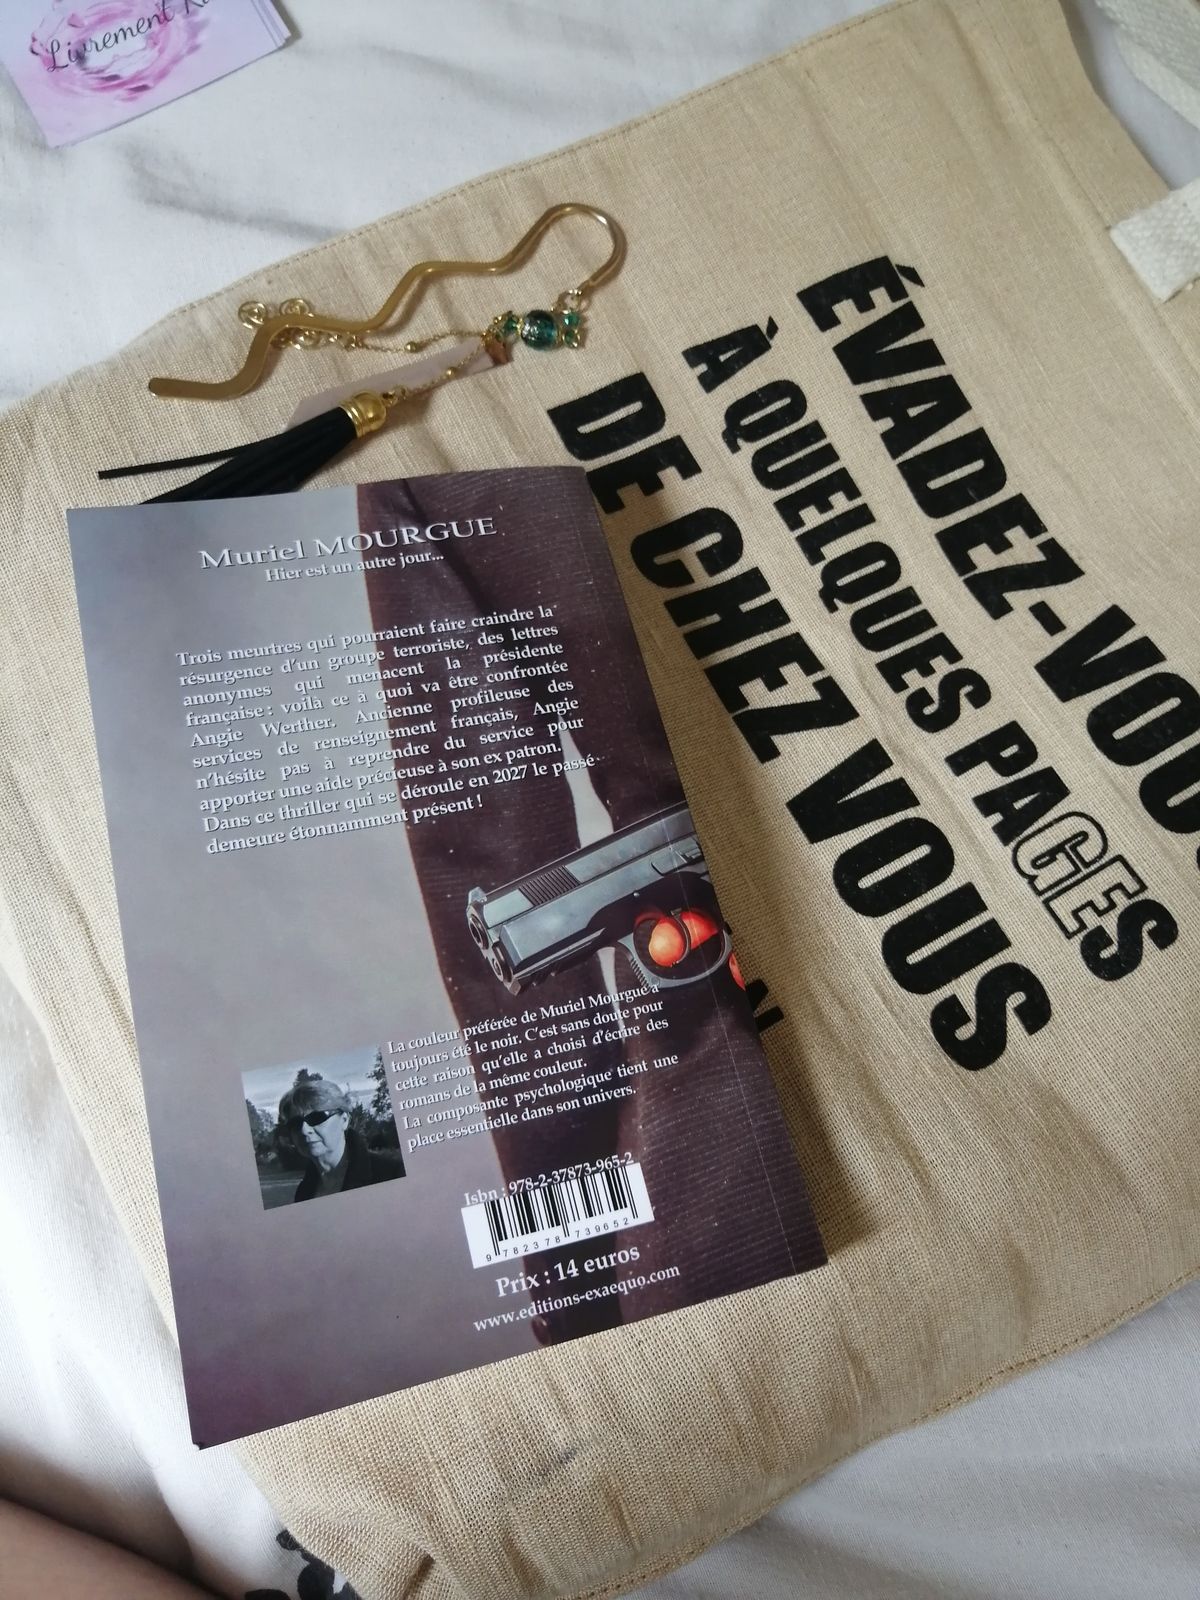 Livrement
ÉVADEZ-VOUS
À QUELQUES PAGES
DE CHEZ VOUS
Muriel MOURGUE
Hier est un autre jour...
Trois meurtres qui pourraient faire craindre la
résurgence d'un groupe terroriste, des lettres
anonymes qui menacent la présidente
française : voilà ce à quoi va être confrontée
Angie Werther. Ancienne profileuse des
services de renseignement français, Angie
n'hésite pas à reprendre du service pour
apporter une aide précieuse à son ex patron.
Dans ce thriller qui se déroule en 2027 le passé
demeure étonnamment présent !
La couleur préférée de Muriel Mourgue a
toujours été le noir. C'est sans doute pour
cette raison qu'elle a choisi d'écrire des
romans de la même couleur.
La composante psychologique tient une
place essentielle dans son univers.
Isbn : 978-2-37873-965-2
9 782378 739652
Prix : 14 euros
www.editions-exaequo.com